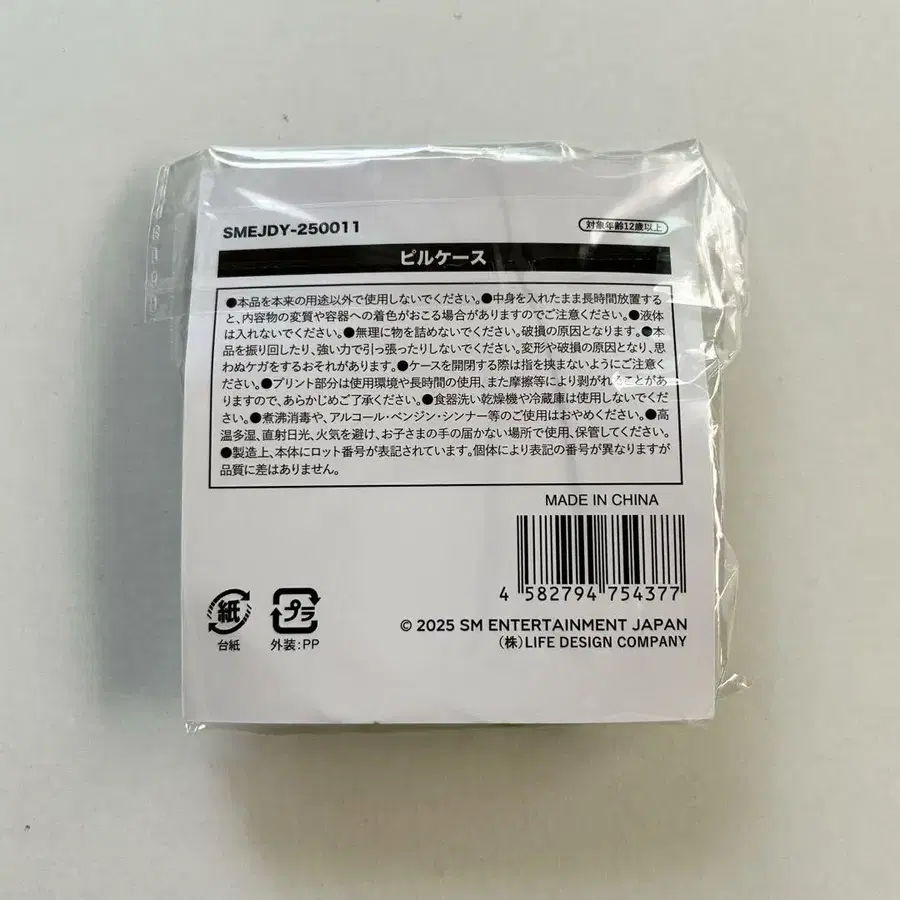 SMEJDY-250011
対象年齢12歳以上
ピルケース
●本品を本来の用途以外で使用しないでください。●中身を入れたまま長時間放置する
と、内容物の変質や容器への着色がおこる場合がありますのでご注意ください。●液体
は入れないでください。●無理に物を詰めないでください。破損の原因となります。●本
品を振り回したり、強い力で引っ張ったりしないでください。変形や破損の原因となり、思
わぬケガをするおそれがあります。●ケースを開閉する際は指を挟まないようにご注意く
ださい。●プリント部分は使用環境や長時間の使用、また摩擦等により剥がれることがあ
りますので、あらかじめご了承ください。●食器洗い乾燥機や冷蔵庫は使用しないでくだ
さい。●煮沸消毒や、アルコール・ベンジン・シンナー等のご使用はおやめください。●高
温多湿、直射日光、火気を避け、お子さまの手の届かない場所で使用、保管してください。
●製造上、本体にロット番号が表記されています。個体により表記の番号が異なりますが
品質に差はありません。
MADE IN CHINA
4 582794 754377
紙
台紙
プラ
外装:PP
© 2025 SM ENTERTAINMENT JAPAN
(株)LIFE DESIGN COMPANY